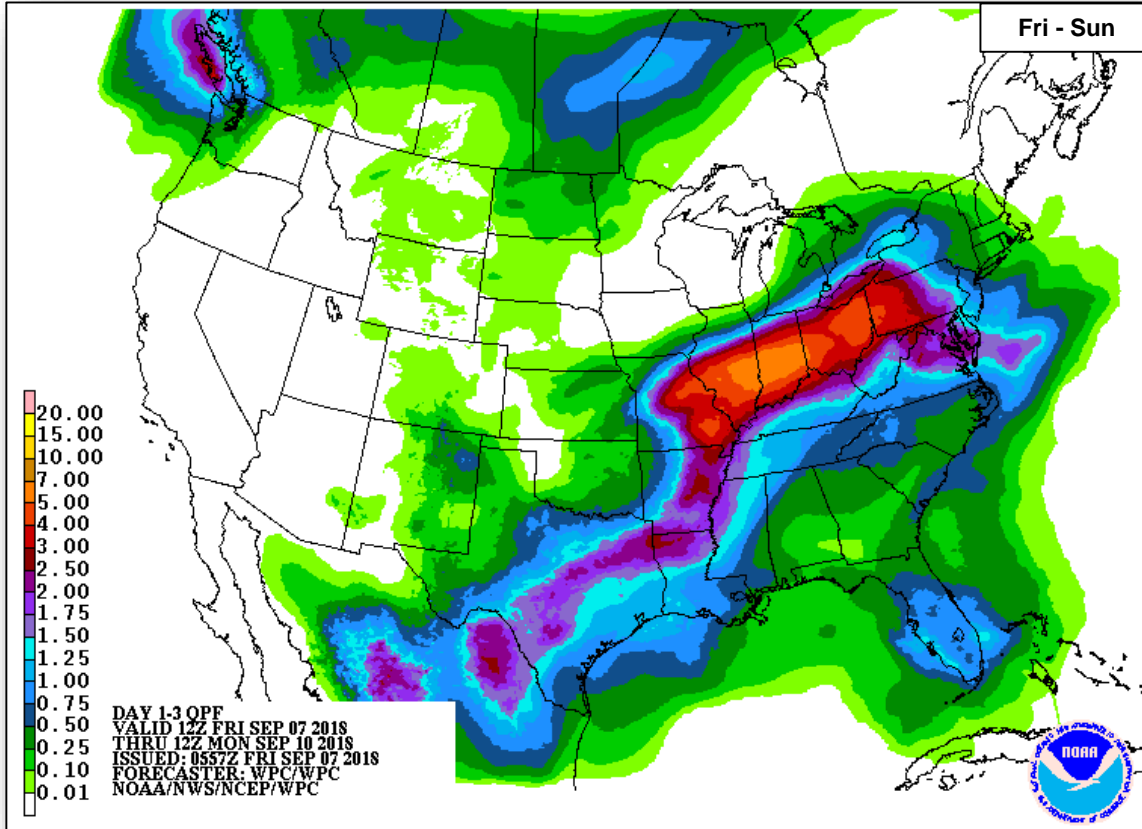 Fri - Sun
20.00
15.00
10.00
7.00
5.00
4.00
3.00
2.50
2.00
1.75
1.50
1.25
1.00
0.75
0.50
0.25
0.10
0.01
DAY 1-3 QPF
VALID 12Z FRI SEP 07 2018
THRU 12Z MON SEP 10 2018
ISSUED: 0557Z FRI SEP 07 2018
FORECASTER: WPC/WPC
NOAA/NWS/NCEP/WPC
NOAA